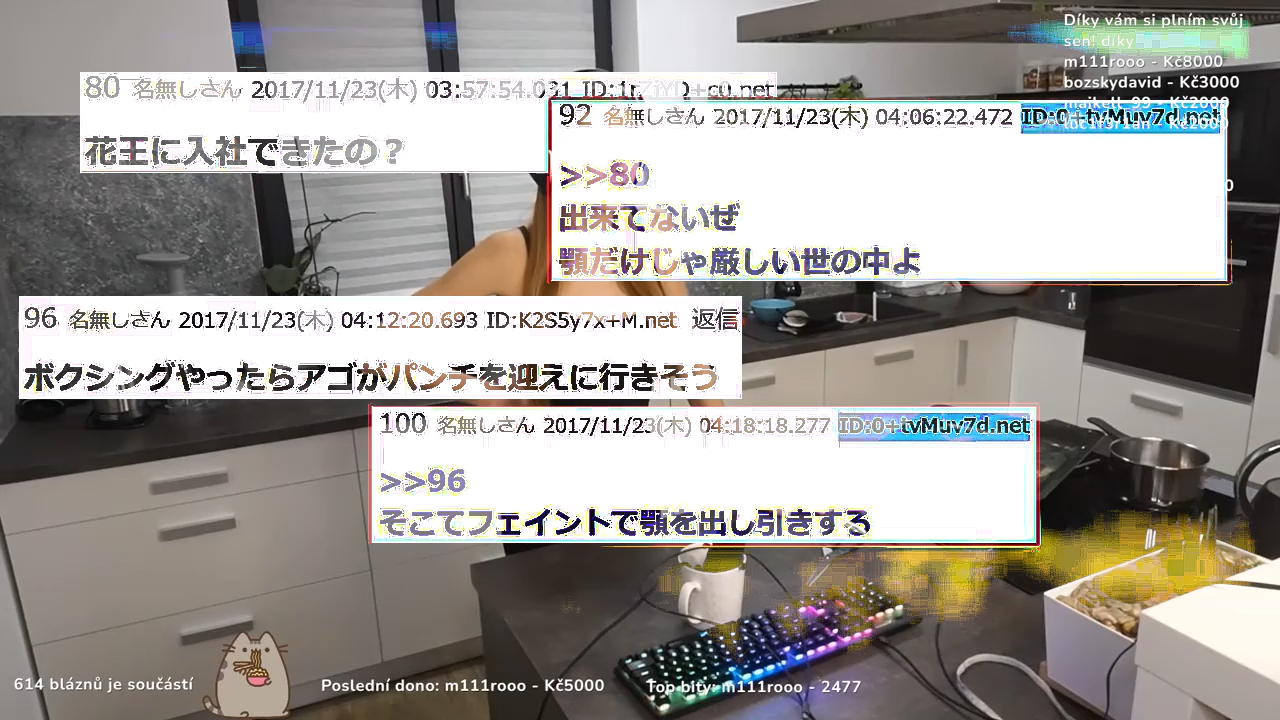 Díky vám si plním svůj
sen! díky
m111rooo - Kč8000
bozskydavid - Kč3000
80 名無しさん 2017/11/23(木) 03:57:54.031
花王に入社できたの？
92 名無しさん 2017/11/23(木) 04:06:22.472 ID:0+tvMuv7d.net
>>80
出来てないぜ
顎だけじゃ厳しい世の中よ
96 名無しさん 2017/11/23(木) 04:12:20.693 ID:K2S5y7x+M.net 返信
ボクシングやったらアゴがパンチを迎えに行きそう
100 名無しさん 2017/11/23(木) 04:18:18.277 ID:0+tvMuv7d.net
>>96
そこでフェイントで顎を出し引きする
614 bláznů je součástí
Poslední dono: m111rooo - Kč5000
Top bity: m111rooo - 2477